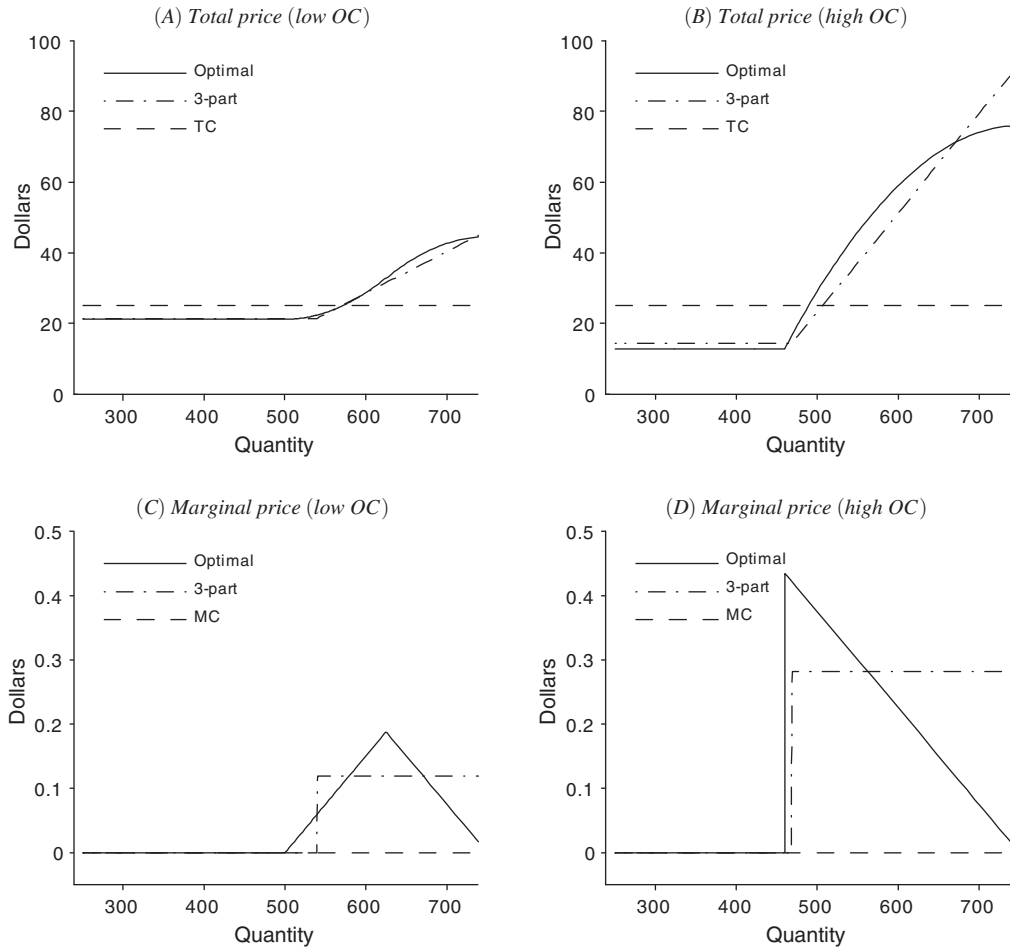 (A) Total price (low OC)
100
80
60
40
20
0
Dollars
Optimal
3-part
TC
300 400 500 600 700
Quantity
(B) Total price (high OC)
100
80
60
40
20
0
Dollars
Optimal
3-part
TC
300 400 500 600 700
Quantity
(C) Marginal price (low OC)
0.5
0.4
0.3
0.2
0.1
0
Dollars
Optimal
3-part
MC
300 400 500 600 700
Quantity
(D) Marginal price (high OC)
0.5
0.4
0.3
0.2
0.1
0
Dollars
Optimal
3-part
MC
300 400 500 600 700
Quantity